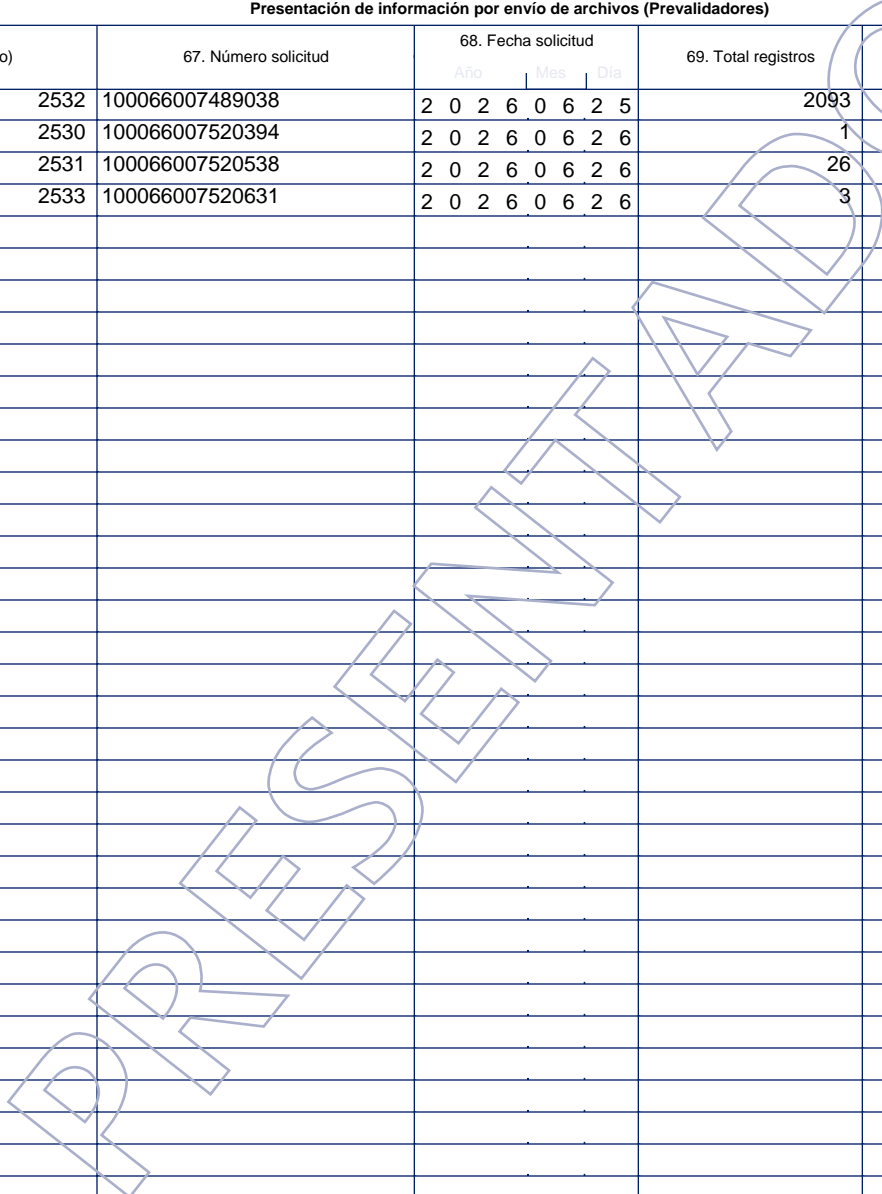 Presentación de información por envío de archivos (Prevalidadores)
o) 67. Número solicitud 68. Fecha solicitud 69. Total registros
Año Mes Día
2532 100066007489038 2 0 2 6 0 6 2 5 2093
2530 100066007520394 2 0 2 6 0 6 2 6 1
2531 100066007520538 2 0 2 6 0 6 2 6 26
2533 100066007520631 2 0 2 6 0 6 2 6 3
PRESENTADO